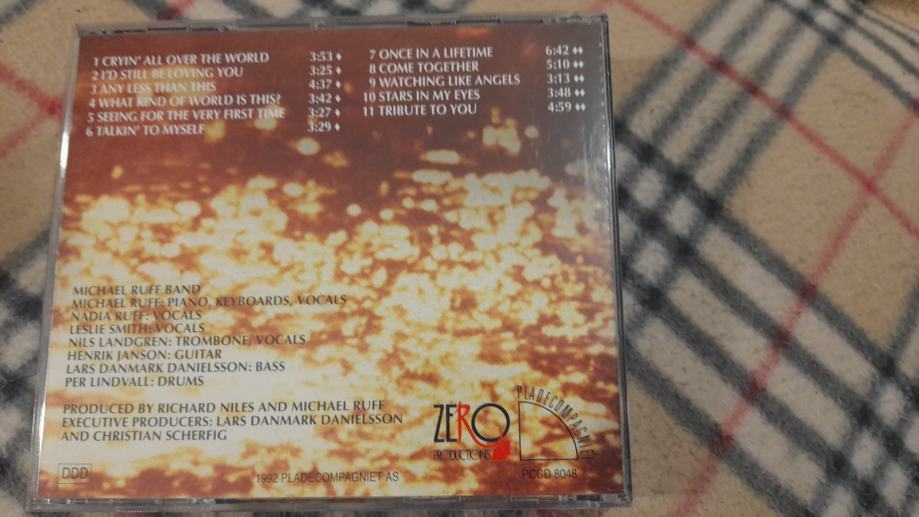 1 CRYIN' ALL OVER THE WORLD 3:53 ♦
2 I'D STILL BE LOVING YOU 3:25 ♦
3 ANY LESS THAN THIS 4:37 ♦
4 WHAT KIND OF WORLD IS THIS? 3:42 ♦
5 SEEING FOR THE VERY FIRST TIME 3:27 ♦
6 TALKIN' TO MYSELF 3:29 ♦
7 ONCE IN A LIFETIME 6:42 ♦♦
8 COME TOGETHER 5:10 ♦♦
9 WATCHING LIKE ANGELS 3:13 ♦♦
10 STARS IN MY EYES 3:48 ♦♦
11 TRIBUTE TO YOU 4:59 ♦♦
MICHAEL RUFF BAND
MICHAEL RUFF: PIANO, KEYBOARDS, VOCALS
NADIA RUFF: VOCALS
LESLIE SMITH: VOCALS
NILS LANDGREN: TROMBONE, VOCALS
HENRIK JANSON: GUITAR
LARS DANMARK DANIELSSON: BASS
PER LINDVALL: DRUMS
PRODUCED BY RICHARD NILES AND MICHAEL RUFF
EXECUTIVE PRODUCERS: LARS DANMARK DANIELSSON
AND CHRISTIAN SCHERFIG
ZERO
PRODUCTIONS
PLADECOMPAGNIET
PCCD 8048
DDD
1992 PLADECOMPAGNIET AS